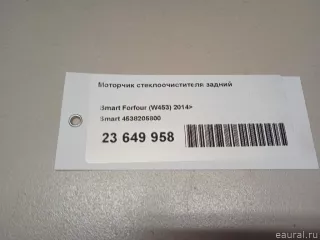 Моторчик стеклоочистителя задний
Smart Forfour (W453) 2014>
Smart 4538205800
23 649 958
eaural.ru